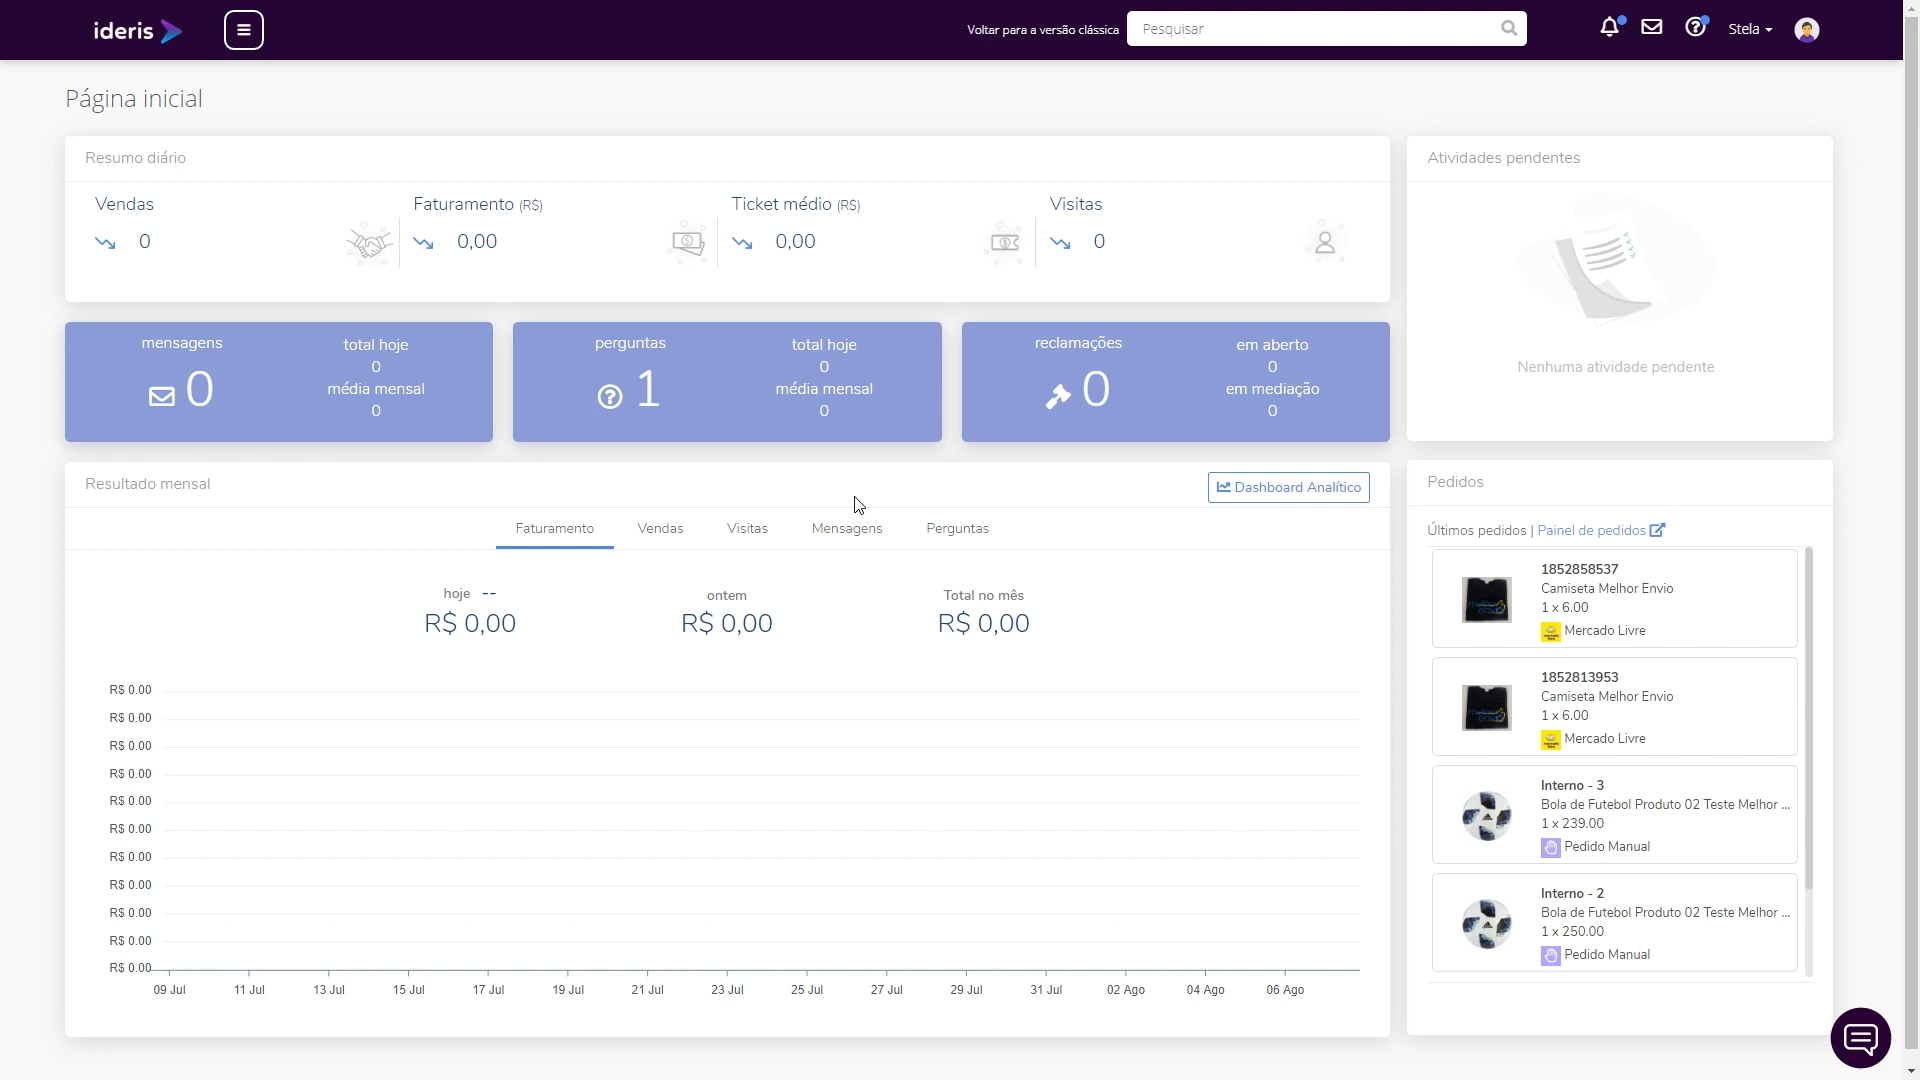 ideris
Voltar para a versão clássica
Pesquisar
Stela
Página inicial
Resumo diário
Vendas
0
Faturamento (R$)
0,00
Ticket médio (R$)
0,00
Visitas
0
Atividades pendentes
Nenhuma atividade pendente
mensagens
0
total hoje
0
média mensal
0
perguntas
1
total hoje
0
média mensal
0
reclamações
0
em aberto
0
em mediação
0
Resultado mensal
Dashboard Analítico
Faturamento Vendas Visitas Mensagens Perguntas
hoje --
R$ 0,00
ontem
R$ 0,00
Total no mês
R$ 0,00
R$ 0.00
R$ 0.00
R$ 0.00
R$ 0.00
R$ 0.00
R$ 0.00
R$ 0.00
R$ 0.00
R$ 0.00
R$ 0.00
R$ 0.00
09 Jul 11 Jul 13 Jul 15 Jul 17 Jul 19 Jul 21 Jul 23 Jul 25 Jul 27 Jul 29 Jul 31 Jul 02 Ago 04 Ago 06 Ago
Pedidos
Últimos pedidos | Painel de pedidos
1852858537
Camiseta Melhor Envio
1 x 6.00
Mercado Livre
1852813953
Camiseta Melhor Envio
1 x 6.00
Mercado Livre
Interno - 3
Bola de Futebol Produto 02 Teste Melhor ...
1 x 239.00
Pedido Manual
Interno - 2
Bola de Futebol Produto 02 Teste Melhor ...
1 x 250.00
Pedido Manual